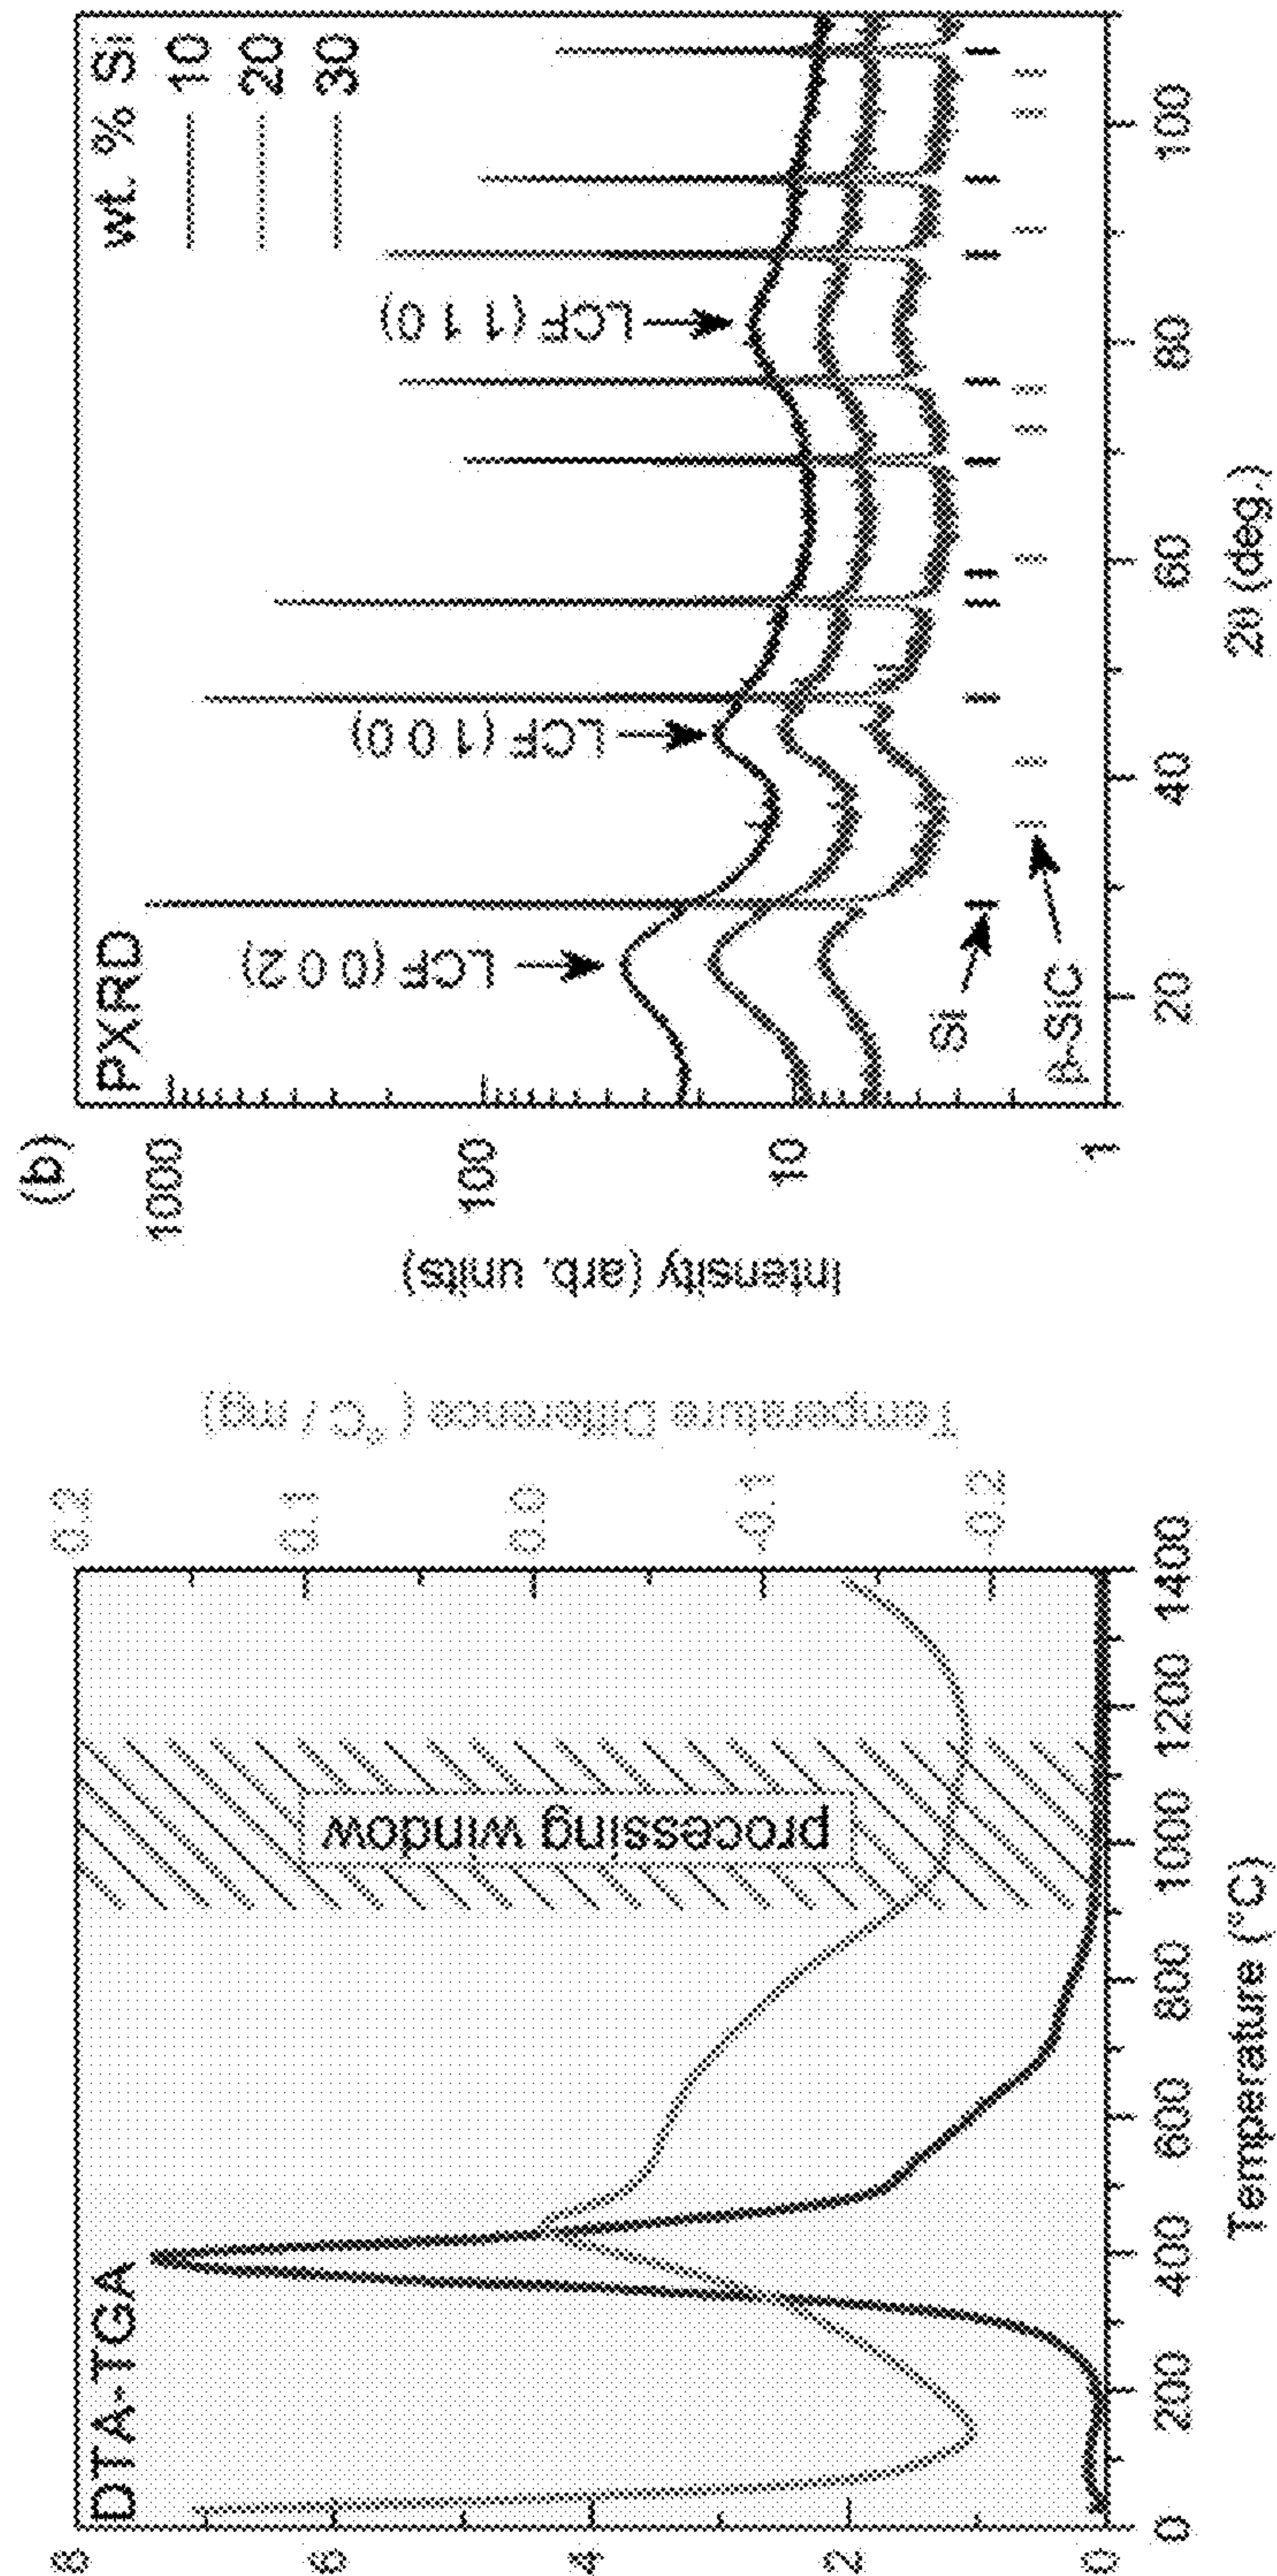 DTA-TGA
8
6
4
2
0
0 200 400 600 800 1000 1200 1400
Temperature (°C)
processing window
0.2
0.1
0.0
-0.1
-0.2
Temperature Difference (°C / mg)
(b)
PXRD
wt. % Si
10
20
30
1000
100
10
1
Intensity (arb. units)
LCF (0 0 2)
LCF (1 0 0)
LCF (1 1 0)
Si
β-SiC
20 40 60 80 100
2θ (deg.)